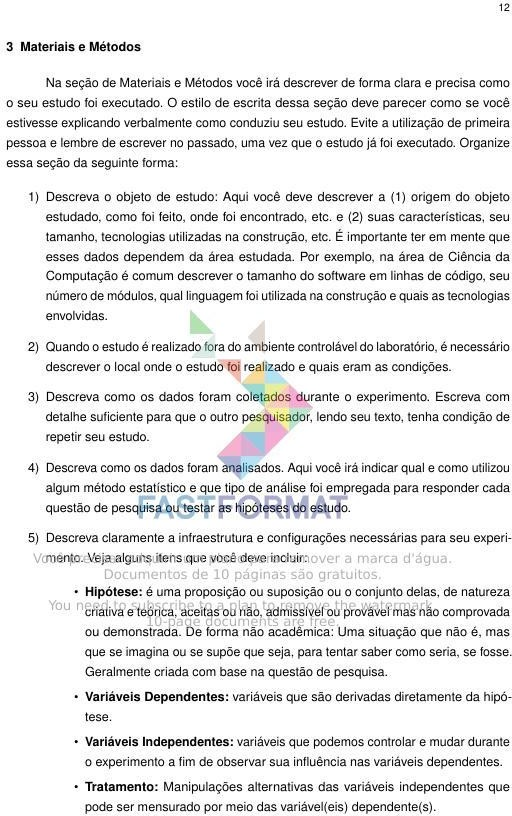 12
3 Materiais e Métodos
Na seção de Materiais e Métodos você irá descrever de forma clara e precisa como
o seu estudo foi executado. O estilo de escrita dessa seção deve parecer como se você
estivesse explicando verbalmente como conduziu seu estudo. Evite a utilização de primeira
pessoa e lembre de escrever no passado, uma vez que o estudo já foi executado. Organize
essa seção da seguinte forma:
1) Descreva o objeto de estudo: Aqui você deve descrever a (1) origem do objeto
estudado, como foi feito, onde foi encontrado, etc. e (2) suas características, seu
tamanho, tecnologias utilizadas na construção, etc. É importante ter em mente que
esses dados dependem da área estudada. Por exemplo, na área de Ciência da
Computação é comum descrever o tamanho do software em linhas de código, seu
número de módulos, qual linguagem foi utilizada na construção e quais as tecnologias
envolvidas.
2) Quando o estudo é realizado fora do ambiente controlável do laboratório, é necessário
descrever o local onde o estudo foi realizado e quais eram as condições.
3) Descreva como os dados foram coletados durante o experimento. Escreva com
detalhe suficiente para que o outro pesquisador, lendo seu texto, tenha condição de
repetir seu estudo.
4) Descreva como os dados foram analisados. Aqui você irá indicar qual e como utilizou
algum método estatístico e que tipo de análise foi empregada para responder cada
FASTFORMAT
questão de pesquisa ou testar as hipóteses do estudo.
5) Descreva claramente a infraestrutura e configurações necessárias para seu experi-
mento. Veja alguns itens que você deve incluir:
Você mover a marca d'água.
Documentos de 10 páginas são gratuitos.
• Hipótese: é uma proposição ou suposição ou o conjunto delas, de natureza
You need to subscribe to a plan to remove the watermark
criativa e teórica, aceitas ou não, admissível ou provável mas não comprovada
10-page documents are free.
ou demonstrada. De forma não acadêmica: Uma situação que não é, mas
que se imagina ou se supõe que seja, para tentar saber como seria, se fosse.
Geralmente criada com base na questão de pesquisa.
• Variáveis Dependentes: variáveis que são derivadas diretamente da hipó-
tese.
• Variáveis Independentes: variáveis que podemos controlar e mudar durante
o experimento a fim de observar sua influência nas variáveis dependentes.
• Tratamento: Manipulações alternativas das variáveis independentes que
pode ser mensurado por meio das variável(eis) dependente(s).